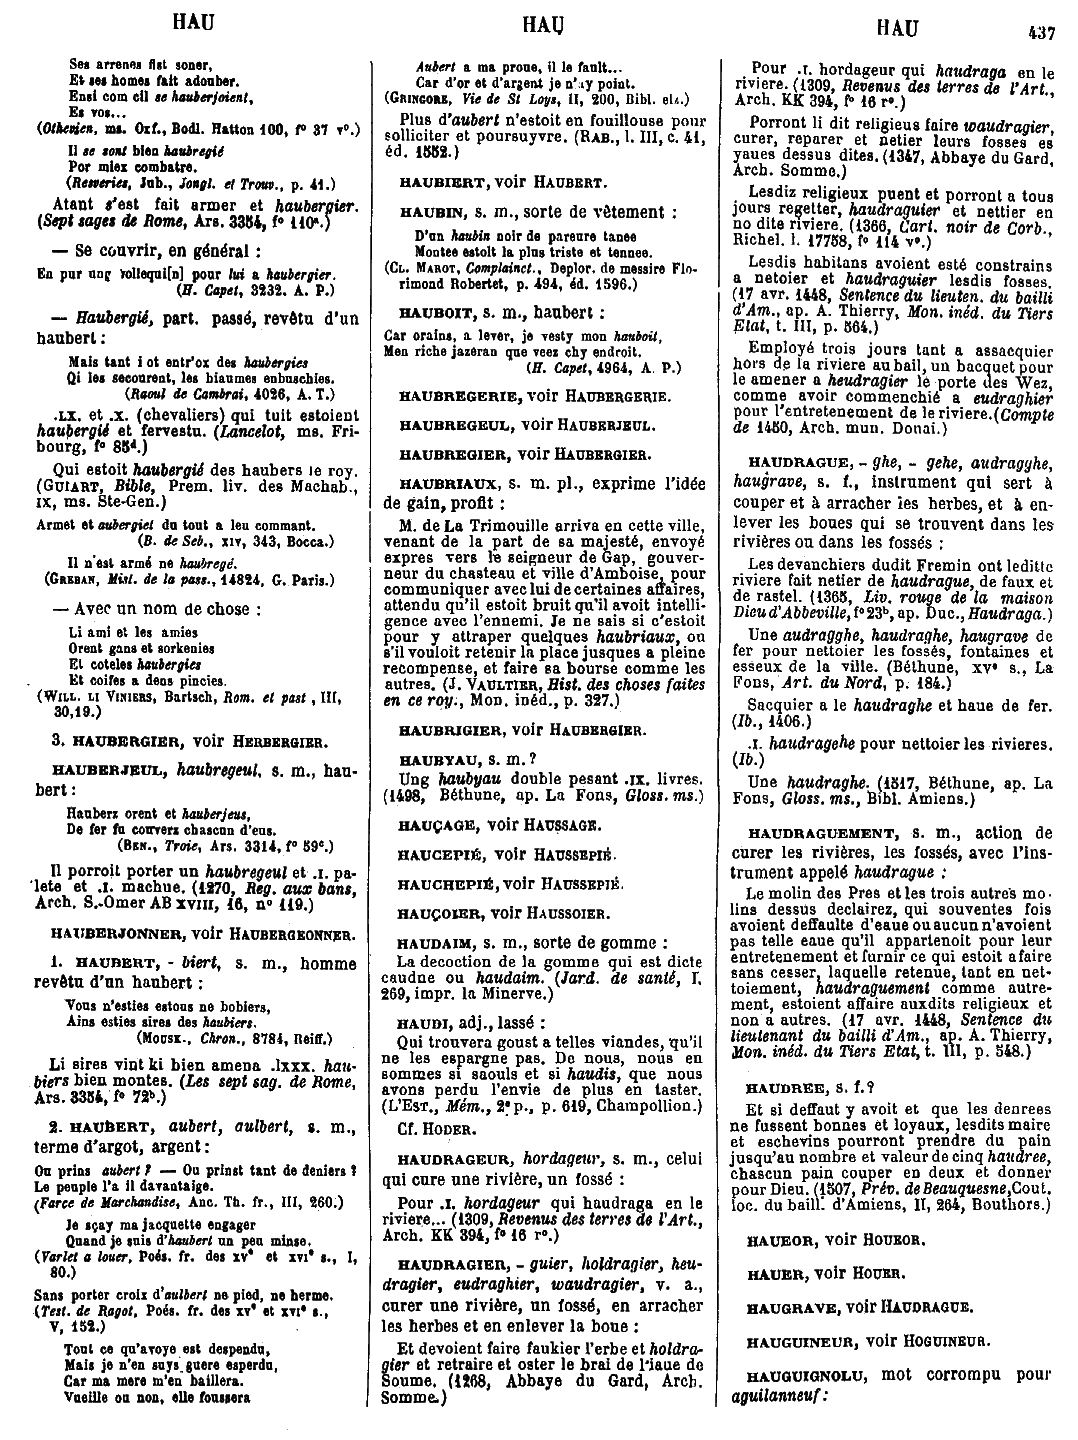 HAU
HAU
HAU
437
Ses arrenes fist soner,
Et ses homes fait adouber.
Ensi com cil se hauberjoient,
Es vos...
(Othevien, ms. Oxf., Bodl. Hatton 100, f° 37 v°.)
Il se sont bien haubregié
Por miex combatre.
(Resveries, Jub., Jongl. et Trouv., p. 41.)
Atant s'est fait armer et haubergier.
(Sept sages de Rome, Ars. 3354, f° 110ª.)
— Se couvrir, en général :
En pur ung vollequi[n] pour lui a haubergier.
(H. Capet, 3232. A. P.)
— Haubergié, part. passé, revêtu d'un
haubert :
Mais tant i ot entr'ox des haubergies
Qi les secourent, les hiaumes enbuschies.
(Raoul de Cambrai, 4026, A. T.)
.LX. et .X. (chevaliers) qui tuit estoient
haubergié et fervestu. (Lancelot, ms. Fri-
bourg, f° 85ᵈ.)
Qui estoit haubergié des haubers le roy.
(GUIART, Bible, Prem. liv. des Machab.,
IX, ms. Ste-Gen.)
Armet et aubergiet du tout a leu commant.
(B. de Seb., XIV, 343, Bocca.)
Il n'est armé ne haubregé.
(GREBAN, Mist. de la pass., 14824, G. Paris.)
— Avec un nom de chose :
Li ami et les amies
Orent gans et sorkenies
Et coteles haubergies
Et coifes a deus pincies.
(WILL. LI VINIERS, Bartsch, Rom. et past, III,
30,19.)
3. HAUBERGIER, voir HERBERGIER.
HAUBERJEUL, haubregeul, s. m., hau-
bert :
Hauberz orent et hauberjeus,
De fer fu couverz chascun d'eus.
(BEN., Troie, Ars. 3314, f° 59ᶜ.)
Il porroit porter un haubregeul et .I. pa-
lete et .I. machue. (1270, Reg. aux bans,
Arch. S.-Omer AB XVIII, 16, n° 119.)
HAUBERJONNER, voir HAUBERGEONNER.
1. HAUBERT, - biert, s. m., homme
revêtu d'un haubert :
Vous n'esties estous ne bobiers,
Ains esties sires des haubiers.
(MOUSK., Chron., 8784, Reiff.)
Li sires vint ki bien amena .lxxx. hau-
biers bien montes. (Les sept sag. de Rome,
Ars. 3354, f° 72ᵇ.)
2. HAUBERT, aubert, aulbert, s. m.,
terme d'argot, argent :
Ou prins aubert ? — Ou prinst tant de deniers ?
Le peuple l'a il davantaige.
(Farce de Marchandise, Anc. Th. fr., III, 260.)
Je sçay ma jacquette engager
Quand je suis d'haubert un peu minse.
(Varlet a louer, Poés. fr. des XVᵉ et XVIᵉ s., I,
80.)
Sans porter croix d'aulbert ne pied, ne herme.
(Test. de Ragot, Poés. fr. des XVᵉ et XVIᵉ s.,
V, 152.)
Tout ce qu'avoye est despendu,
Mais je n'en suys guere esperdu,
Car ma mere m'en baillera.
Vueille ou non, elle foussera
Aubert a ma proue, il le fault...
Car d'or et d'argent je n'ay point.
(GRINGORE, Vie de St Loys, II, 200, Bibl. elz.)
Plus d'aubert n'estoit en fouillouse pour
solliciter et poursuyvre. (RAB., l. III, c. 41,
éd. 1552.)
HAUBIERT, voir HAUBERT.
HAUBIN, s. m., sorte de vêtement :
D'un haubin noir de pareure tanee
Montee estoit la plus triste et tennee.
(CL. MAROT, Complainct., Deplor. de messire Flo-
rimond Robertet, p. 494, éd. 1596.)
HAUBOIT, s. m., haubert :
Car orains, a lever, je vesty mon hauboit,
Mon riche jazeran que veez chy endroit.
(H. Capet, 4964, A. P.)
HAUBREGERIE, voir HAUBERGERIE.
HAUBREGEUL, voir HAUBERJEUL.
HAUBREGIER, voir HAUBERGIER.
HAUBRIAUX, s. m. pl., exprime l'idée
de gain, profit :
M. de La Trimouille arriva en cette ville,
venant de la part de sa majesté, envoyé
expres vers le seigneur de Gap, gouver-
neur du chasteau et ville d'Amboise, pour
communiquer avec lui de certaines affaires,
attendu qu'il estoit bruit qu'il avoit intelli-
gence avec l'ennemi. Je ne sais si c'estoit
pour y attraper quelques haubriaux, ou
s'il vouloit retenir la place jusques a pleine
recompense, et faire sa bourse comme les
autres. (J. VAULTIER, Hist. des choses faites
en ce roy., Mon. inéd., p. 327.)
HAUBRIGIER, voir HAUBERGIER.
HAUBYAU, s. m. ?
Ung haubyau double pesant .IX. livres.
(1498, Béthune, ap. La Fons, Gloss. ms.)
HAUÇAGE, voir HAUSSAGE.
HAUCEPIÉ, voir HAUSSEPIÉ.
HAUCHEPIÉ, voir HAUSSEPIÉ.
HAUÇOIER, voir HAUSSOIER.
HAUDAIM, s. m., sorte de gomme :
La decoction de la gomme qui est dicte
caudne ou haudaim. (Jard. de santé, I,
269, impr. la Minerve.)
HAUDI, adj., lassé :
Qui trouvera goust a telles viandes, qu'il
ne les espargne pas. De nous, nous en
sommes si saouls et si haudis, que nous
avons perdu l'envie de plus en taster.
(L'EST., Mém., 2ᵉ p., p. 619, Champollion.)
Cf. HODER.
HAUDRAGEUR, hordageur, s. m., celui
qui cure une rivière, un fossé :
Pour .I. hordageur qui haudraga en le
riviere... (1309, Revenus des terres de l'Art.,
Arch. KK 394, f° 16 r°.)
HAUDRAGIER, - guier, holdragier, heu-
dragier, eudraghier, waudragier, v. a.,
curer une rivière, un fossé, en arracher
les herbes et en enlever la boue :
Et devoient faire faukier l'erbe et holdra-
gier et retraire et oster le brai de l'iaue de
Soume. (1268, Abbaye du Gard, Arch.
Somme.)
Pour .I. hordageur qui haudraga en le
riviere. (1309, Revenus des terres de l'Art.,
Arch. KK 394, f° 16 r°.)
Porront li dit religieus faire waudragier,
curer, reparer et netier leurs fosses es
yaues dessus dites. (1347, Abbaye du Gard,
Arch. Somme.)
Lesdiz religieux puent et porront a tous
jours regetter, haudraguier et nettier en
no dite riviere. (1366, Cart. noir de Corb.,
Richel. l. 17758, f° 114 v°.)
Lesdis habitans avoient esté constrains
a netoier et haudraguier lesdis fosses.
(17 avr. 1448, Sentence du lieuten. du bailli
d'Am., ap. A. Thierry, Mon. inéd. du Tiers
Etat, t. III, p. 564.)
Employé trois jours tant a assacquier
hors de la riviere au bail, un bacquet pour
le amener a heudragier le porte des Wez,
comme avoir commenchié a eudraghier
pour l'entretenement de le riviere. (Compte
de 1450, Arch. mun. Douai.)
HAUDRAGUE, - ghe, - gehe, audragghe,
haugrave, s. f., instrument qui sert à
couper et à arracher les herbes, et à en-
lever les boues qui se trouvent dans les
rivières ou dans les fossés :
Les devanchiers dudit Fremin ont leditte
riviere fait netier de haudrague, de faux et
de rastel. (1365, Liv. rouge de la maison
Dieu d'Abbeville, f° 23ᵇ, ap. Duc., Haudraga.)
Une audragghe, haudraghe, haugrave de
fer pour nettoier les fossés, fontaines et
esseux de la ville. (Béthune, XVᵉ s., La
Fons, Art. du Nord, p. 184.)
Sacquier a le haudraghe et haue de fer.
(Ib., 1406.)
.I. haudragehe pour nettoier les rivieres.
(Ib.)
Une haudraghe. (1517, Béthune, ap. La
Fons, Gloss. ms., Bibl. Amiens.)
HAUDRAGUEMENT, s. m., action de
curer les rivières, les fossés, avec l'ins-
trument appelé haudrague :
Le molin des Pres et les trois autres mo-
lins dessus declairez, qui souventes fois
avoient deffaulte d'eaue ou aucun n'avoient
pas telle eaue qu'il appartenoit pour leur
entretenement et furnir ce qui estoit a faire
sans cesser, laquelle retenue, tant en net-
toiement, haudraguement comme autre-
ment, estoient affaire auxdits religieux et
non a autres. (17 avr. 1448, Sentence du
lieutenant du bailli d'Am., ap. A. Thierry,
Mon. inéd. du Tiers Etat, t. III, p. 548.)
HAUDREE, s. f. ?
Et si deffaut y avoit et que les denrees
ne fussent bonnes et loyaux, lesdits maire
et eschevins pourront prendre du pain
jusqu'au nombre et valeur de cinq haudree,
chascun pain couper en deux et donner
pour Dieu. (1507, Prév. de Beauquesne, Cout.
loc. du baill. d'Amiens, II, 264, Bouthors.)
HAUEOR, voir HOUEOR.
HAUER, voir HOUER.
HAUGRAVE, voir HAUDRAGUE.
HAUGUINEUR, voir HOGUINEUR.
HAUGUIGNOLU, mot corrompu pour
aguilanneuf :